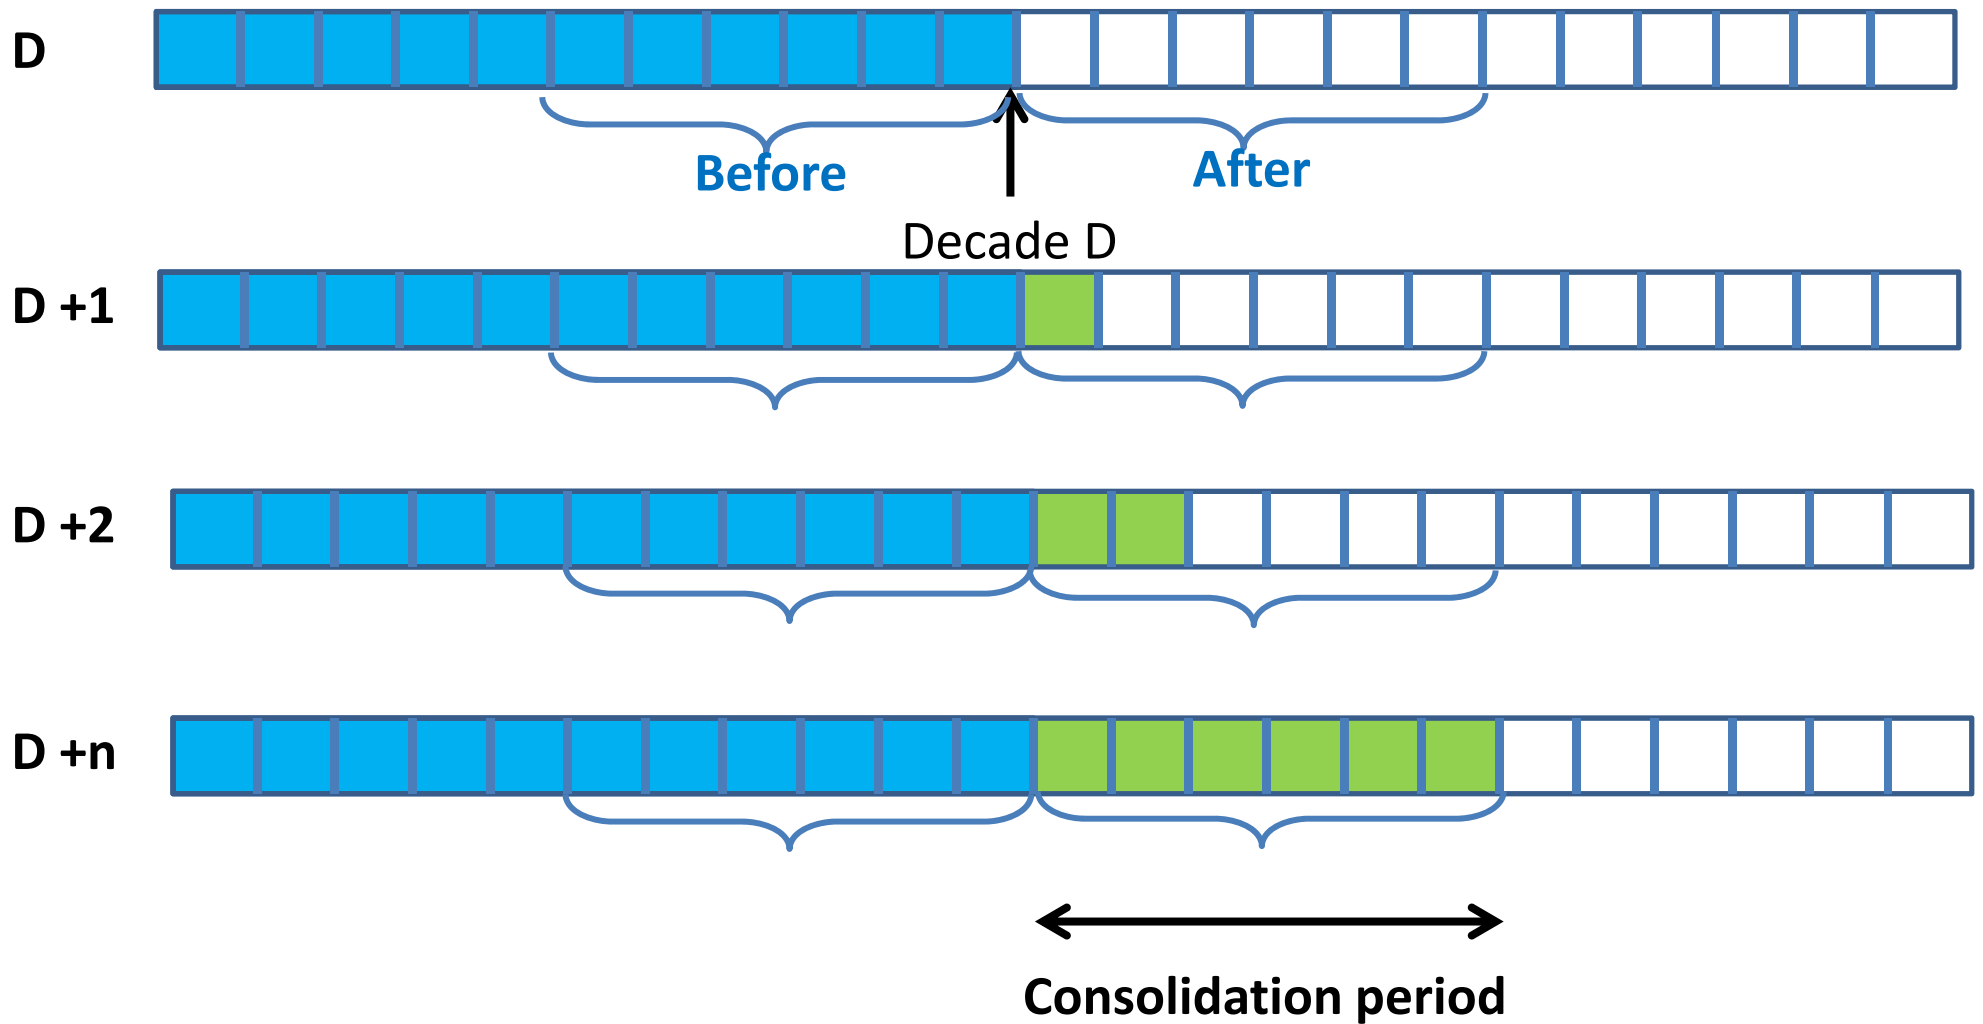 D
Before
After
Decade D
D +1
D +2
D +n
Consolidation period